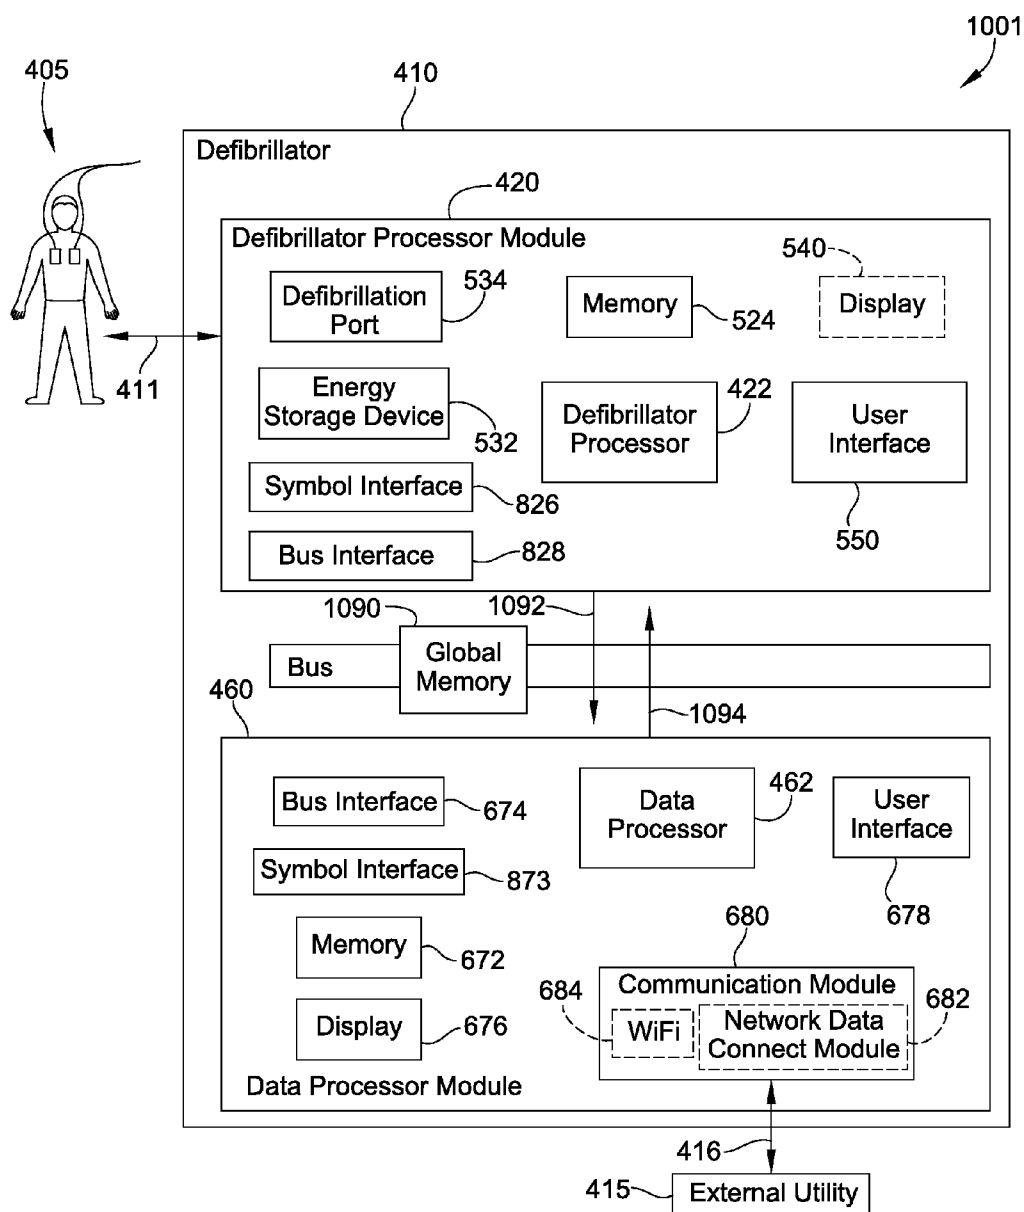 1001
405
410
Defibrillator
420
Defibrillator Processor Module
540
Defibrillation
Port
534
Memory
524
Display
411
Energy
Storage Device
532
Defibrillator
Processor
422
User
Interface
550
Symbol Interface
826
Bus Interface
828
1090
1092
Bus
Global
Memory
460
1094
Bus Interface
674
Data
Processor
462
User
Interface
678
Symbol Interface
873
Memory
672
680
Communication Module
684
WiFi
Network Data
Connect Module
682
Display
676
Data Processor Module
416
415
External Utility